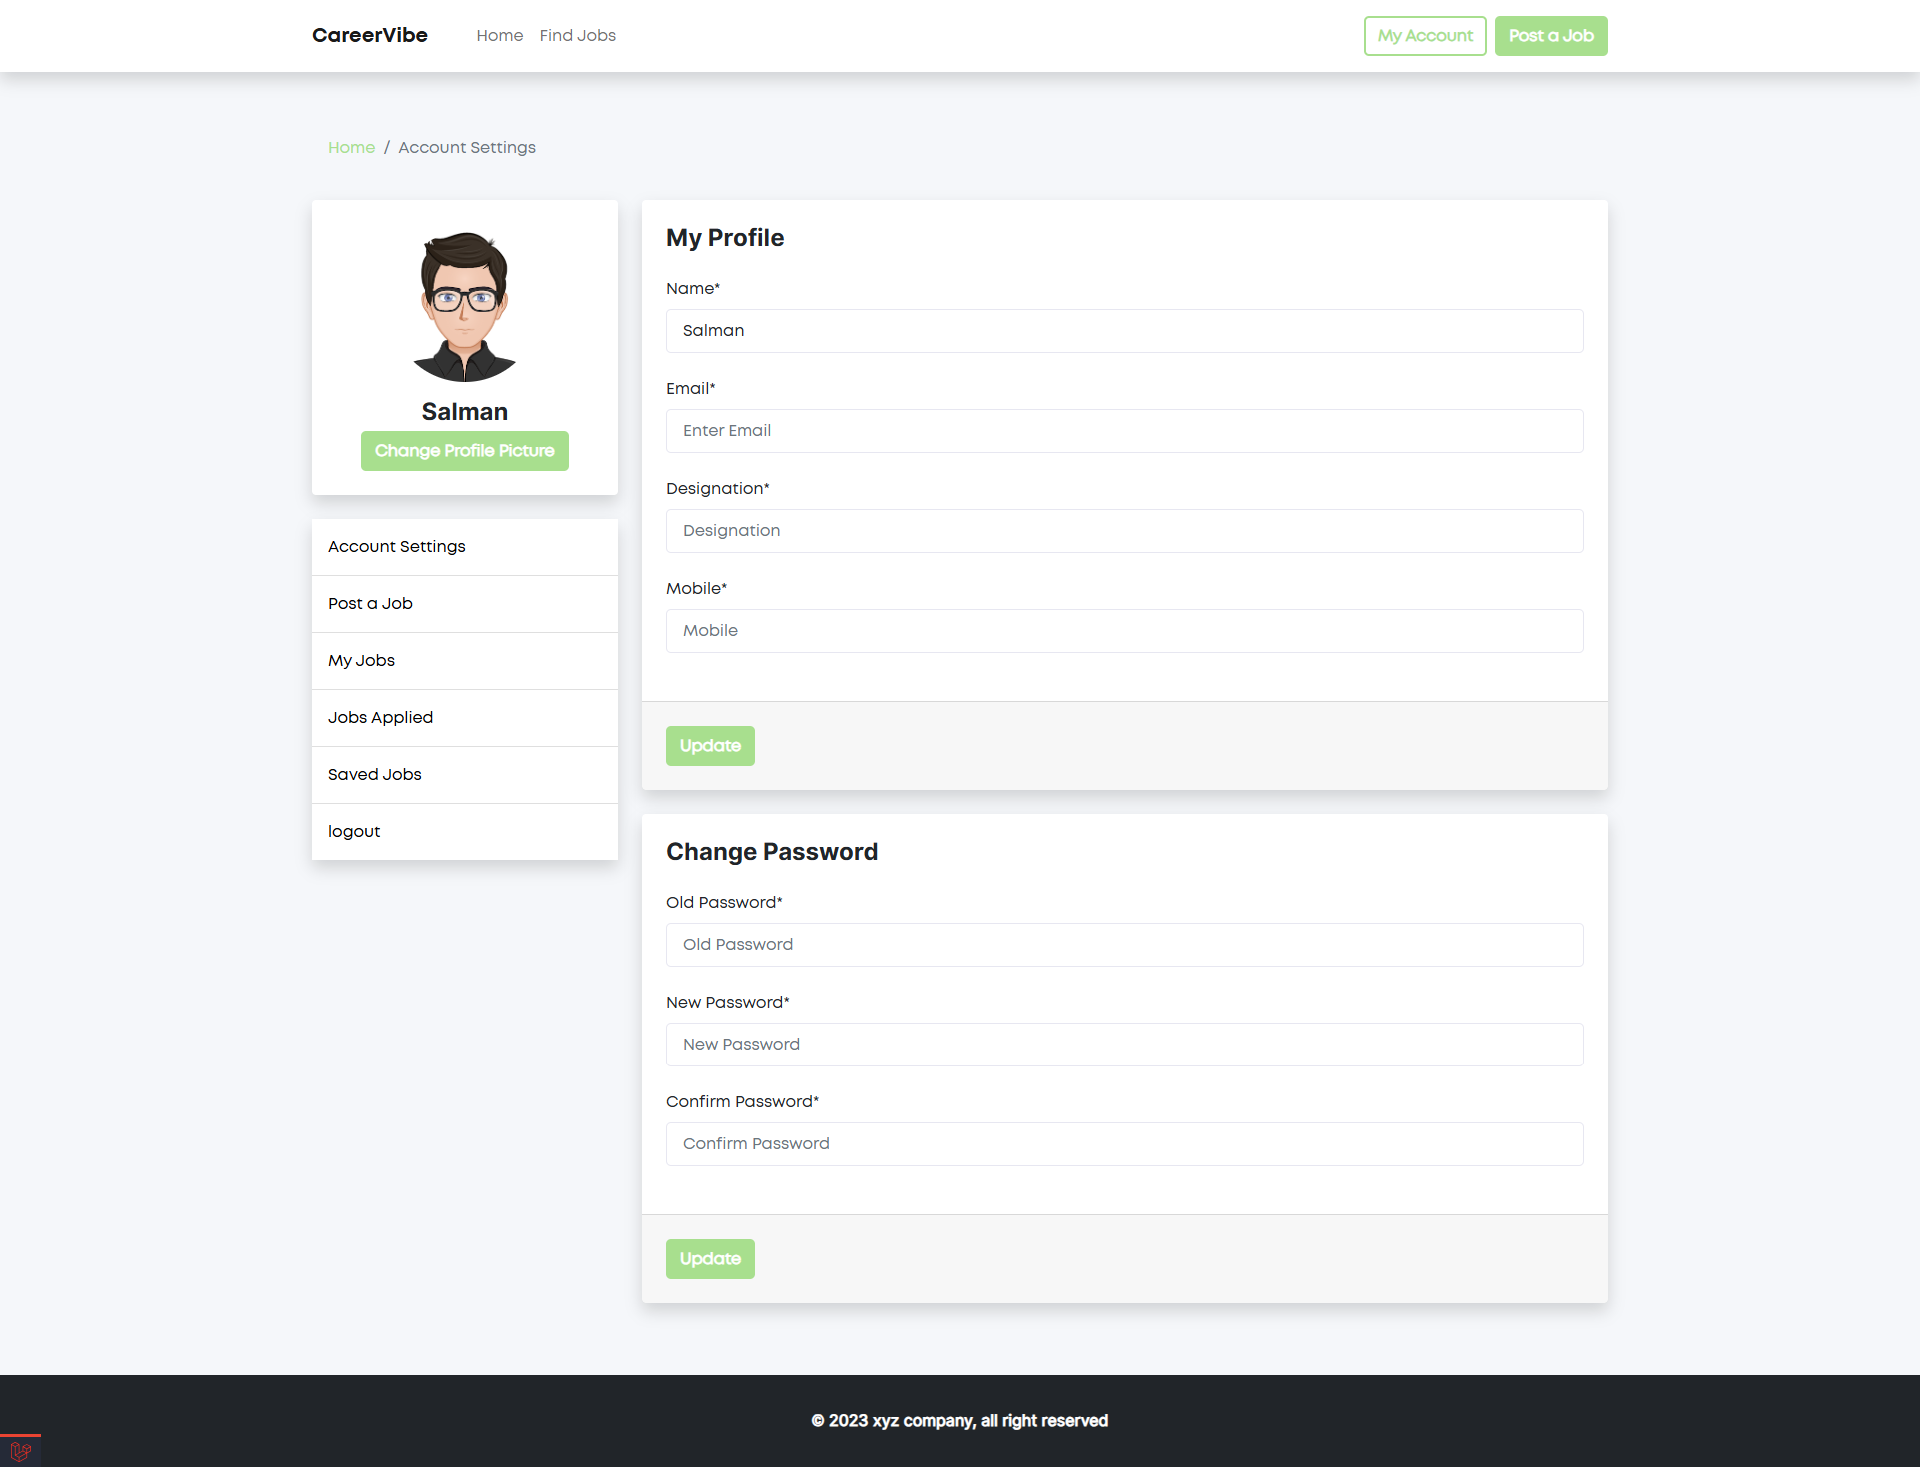 CareerVibe
Home
Find Jobs
My Account
Post a Job
Home / Account Settings
Salman
Change Profile Picture
Account Settings
Post a Job
My Jobs
Jobs Applied
Saved Jobs
logout
My Profile
Name*
Salman
Email*
Enter Email
Designation*
Designation
Mobile*
Mobile
Update
Change Password
Old Password*
Old Password
New Password*
New Password
Confirm Password*
Confirm Password
Update
© 2023 xyz company, all right reserved